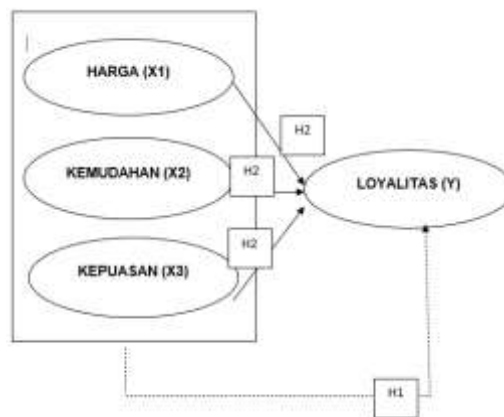 HARGA (X1)
H2
KEMUDAHAN (X2)
H2
LOYALITAS (Y)
H2
KEPUASAN (X3)
H1